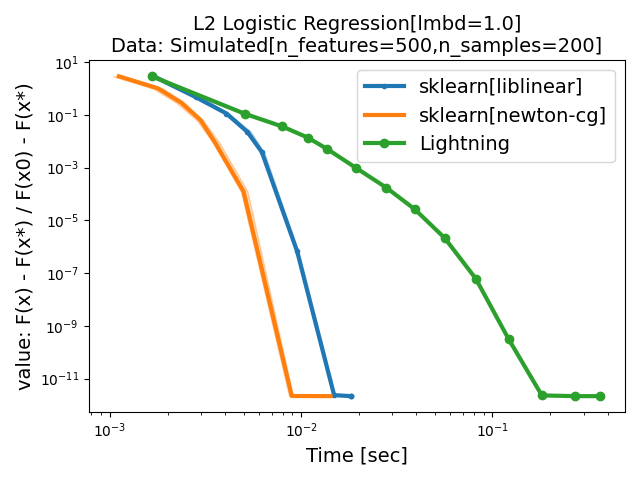 L2 Logistic Regression[lmbd=1.0]
Data: Simulated[n_features=500,n_samples=200]
value: F(x) - F(x*) / F(x0) - F(x*)
10¹
10⁻¹
10⁻³
10⁻⁵
10⁻⁷
10⁻⁹
10⁻¹¹
sklearn[liblinear]
sklearn[newton-cg]
Lightning
10⁻³
10⁻²
10⁻¹
Time [sec]